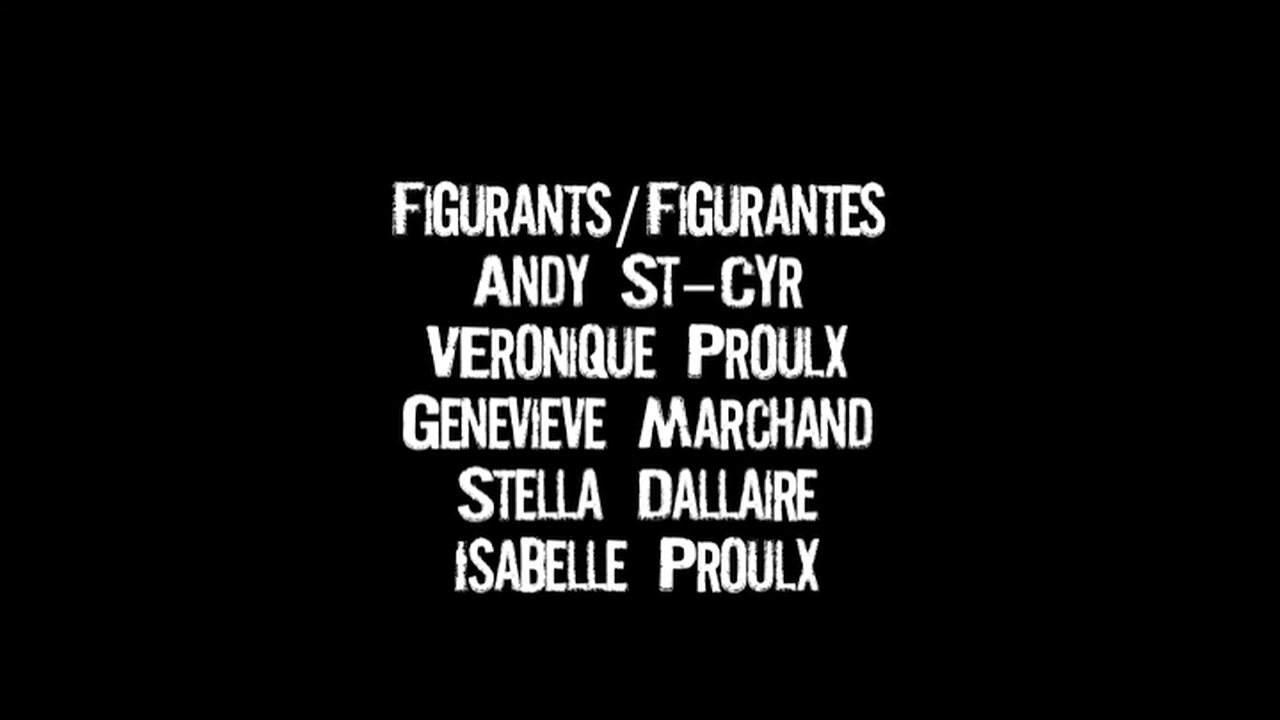 Figurants/Figurantes
Andy St-Cyr
Veronique Proulx
Genevieve Marchand
Stella Dallaire
isabelle Proulx